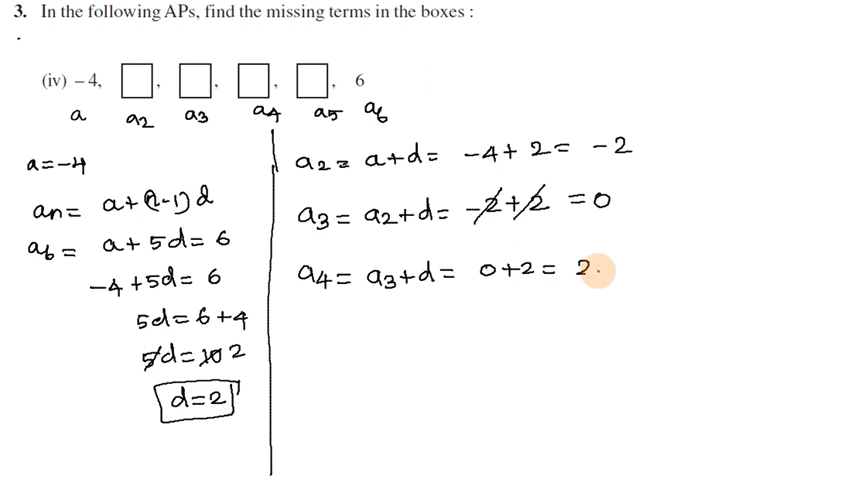 3. In the following APs, find the missing terms in the boxes :
(iv) – 4, , , , , 6
a a2 a3 a4 a5 a6
a=-4
an= a+(n-1)d
a6= a+5d=6
-4+5d=6
5d=6+4
5d=10 2
d=2"
a2= a+d= -4+2= -2
a3= a2+d= -2+2 =0
a4= a3+d= 0+2= 2.